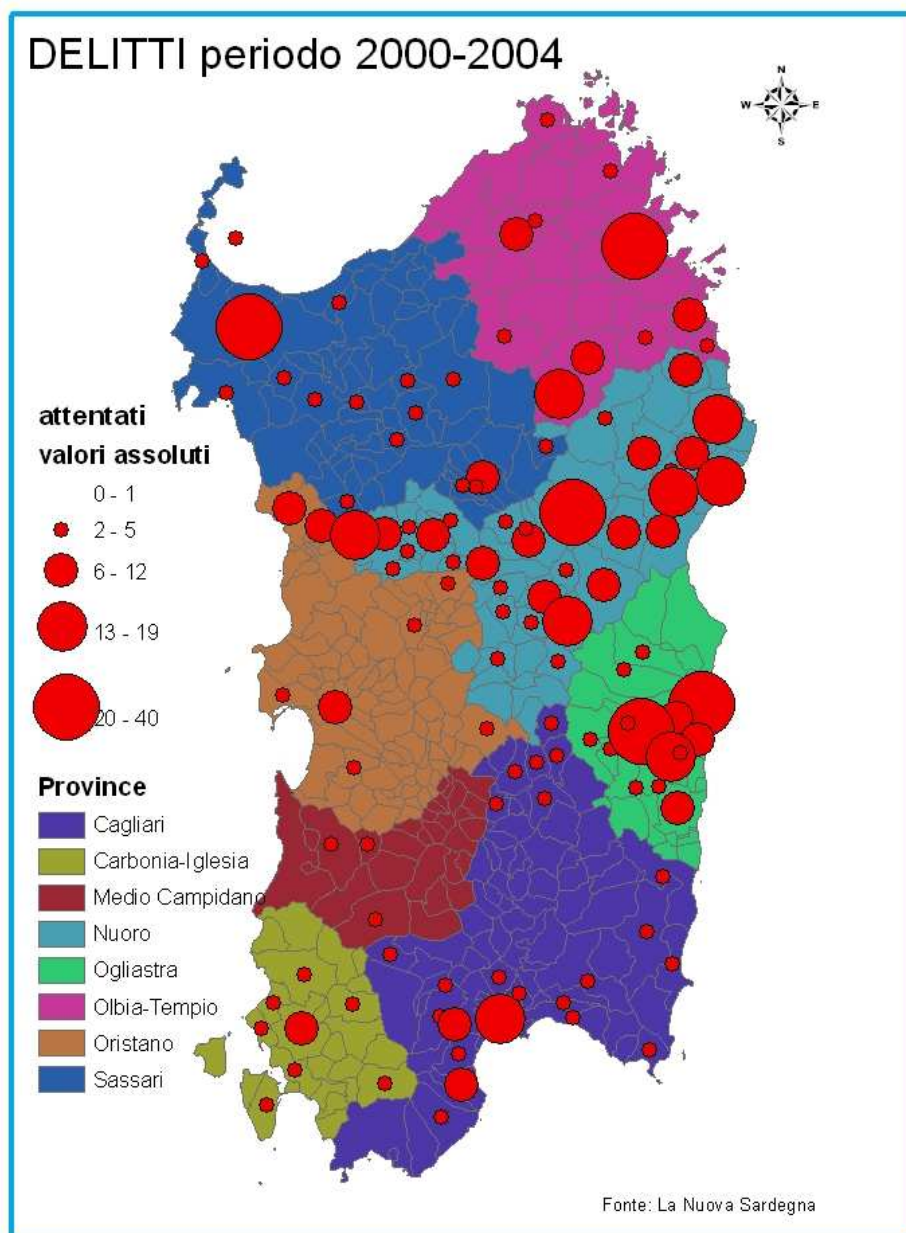 DELITTI periodo 2000-2004
N
W E
S
attentati
valori assoluti
0 - 1
2 - 5
6 - 12
13 - 19
20 - 40
Province
Cagliari
Carbonia-Iglesia
Medio Campidano
Nuoro
Ogliastra
Olbia-Tempio
Oristano
Sassari
Fonte: La Nuova Sardegna